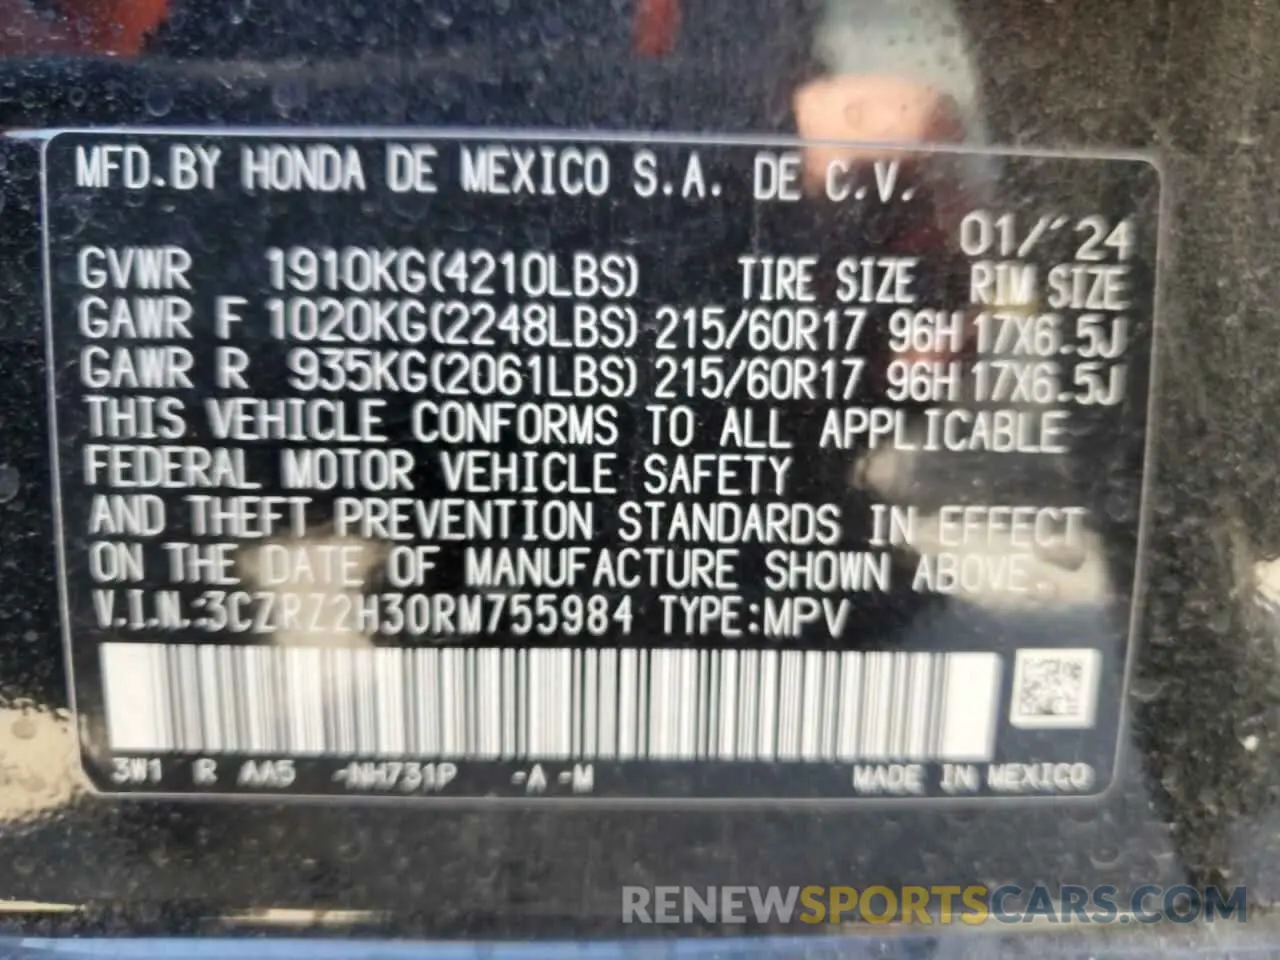 MFD.BY HONDA DE MEXICO S.A. DE C.V.
01/'24
GVWR 1910KG(4210LBS) TIRE SIZE RIM SIZE
GAWR F 1020KG(2248LBS) 215/60R17 96H 17X6.5J
GAWR R 935KG(2061LBS) 215/60R17 96H 17X6.5J
THIS VEHICLE CONFORMS TO ALL APPLICABLE
FEDERAL MOTOR VEHICLE SAFETY
AND THEFT PREVENTION STANDARDS IN EFFECT
ON THE DATE OF MANUFACTURE SHOWN ABOVE.
V.I.N.:3CZRZ2H30RM755984 TYPE:MPV
3W1 R AA5 -NH731P -A -M MADE IN MEXICO
RENEWSPORTSCARS.COM